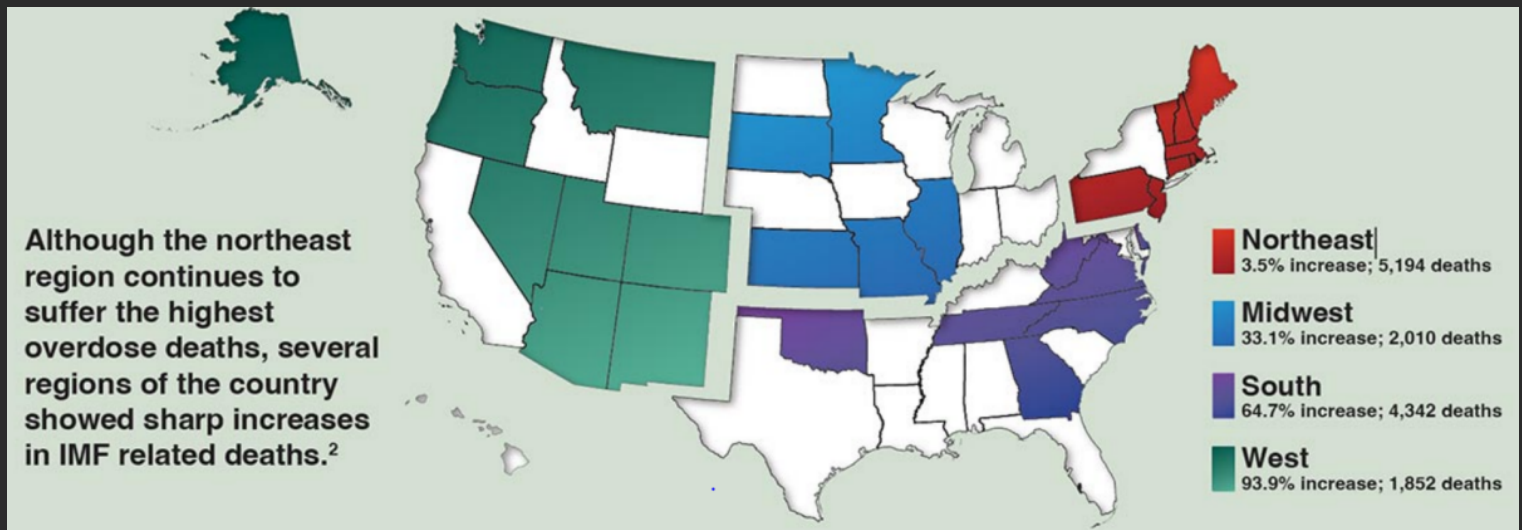 Although the northeast
region continues to
suffer the highest
overdose deaths, several
regions of the country
showed sharp increases
in IMF related deaths.²
Northeast
3.5% increase; 5,194 deaths
Midwest
33.1% increase; 2,010 deaths
South
64.7% increase; 4,342 deaths
West
93.9% increase; 1,852 deaths